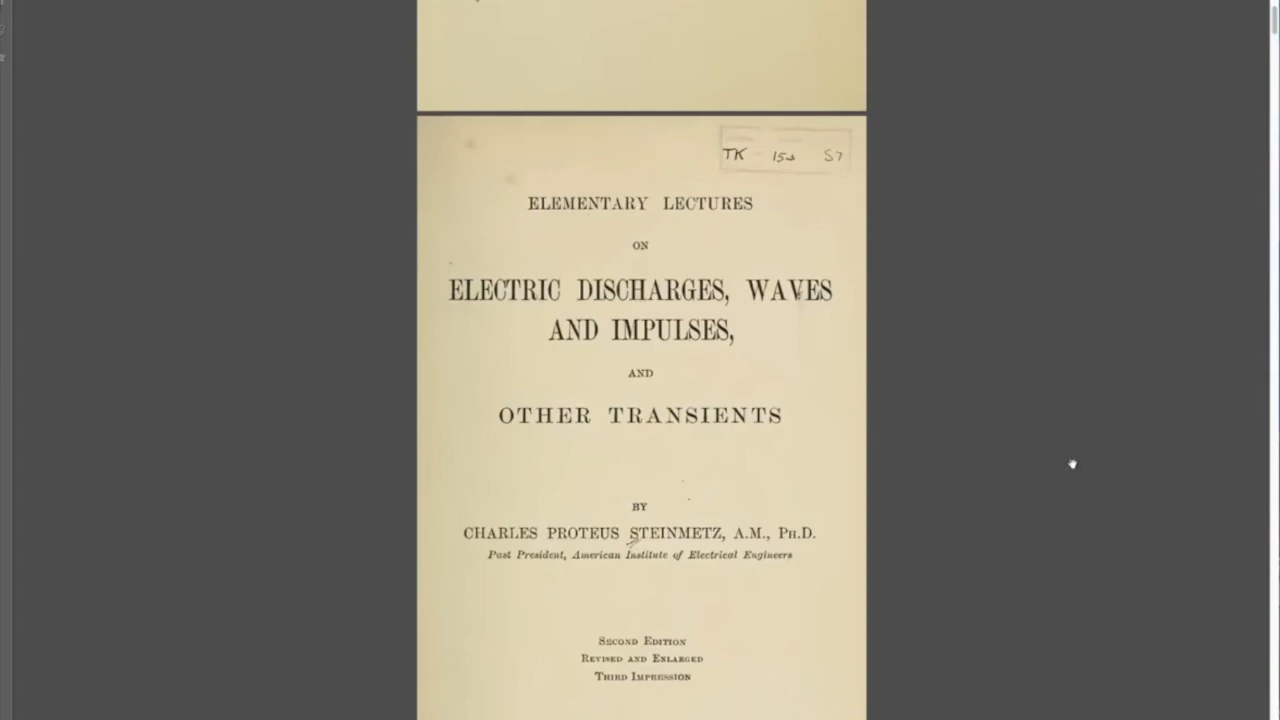 TK 153 S7
ELEMENTARY LECTURES
ON
ELECTRIC DISCHARGES, WAVES
AND IMPULSES,
AND
OTHER TRANSIENTS
BY
CHARLES PROTEUS STEINMETZ, A.M., PH.D.
Past President, American Institute of Electrical Engineers
SECOND EDITION
REVISED AND ENLARGED
THIRD IMPRESSION